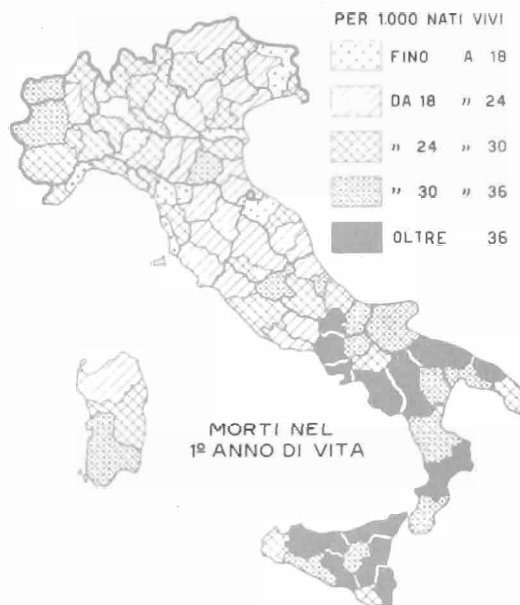 PER 1.000 NATI VIVI
FINO A 18
DA 18 " 24
" 24 " 30
" 30 " 36
OLTRE 36
MORTI NEL
1º ANNO DI VITA